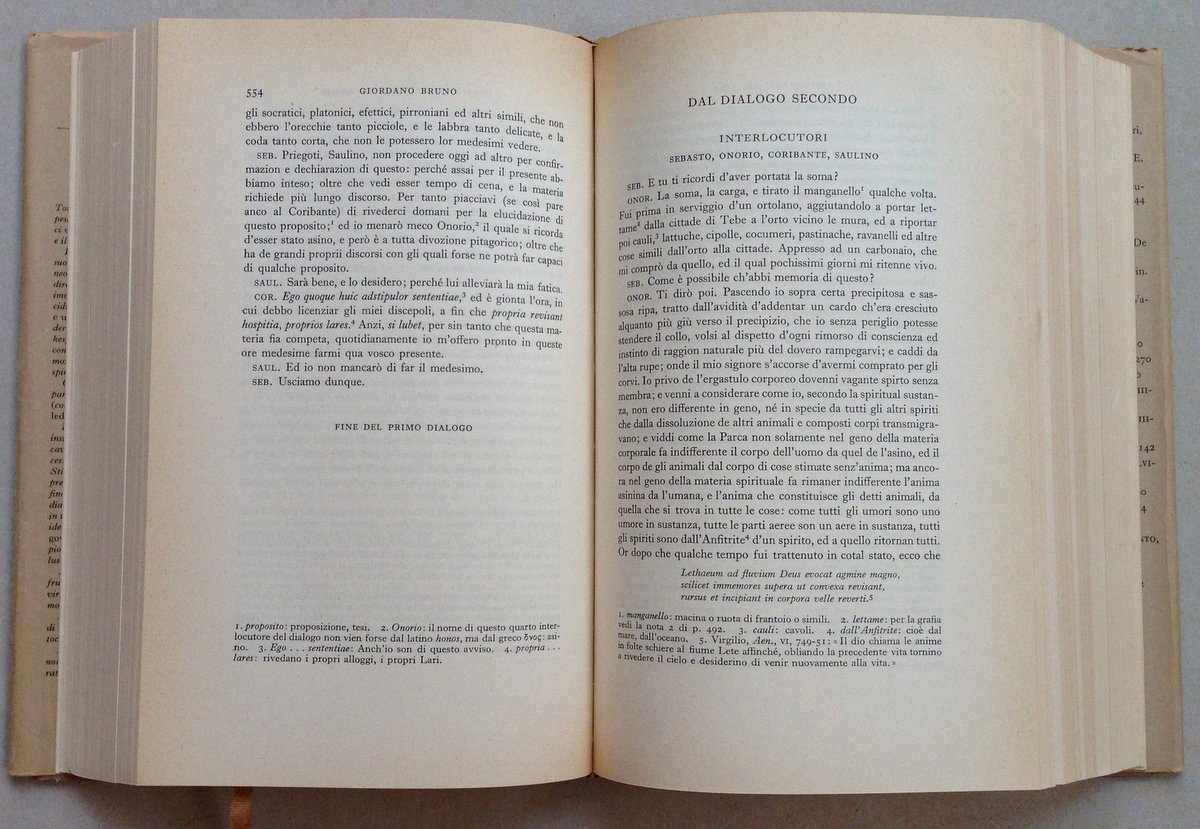 554
GIORDANO BRUNO
gli socratici, platonici, efettici, pirroniani ed altri simili, che non
ebbero l'orecchie tanto picciole, e le labbra tanto delicate, e la
coda tanto corta, che non le potessero lor medesimi vedere.
SEB. Priegoti, Saulino, non procedere oggi ad altro per confir-
mazion e dechiarazion di questo: perché assai per il presente ab-
biamo inteso; oltre che vedi esser tempo di cena, e la materia
richiede più lungo discorso. Per tanto piacciavi (se così pare
anco al Coribante) di rivederci domani per la elucidazione di
questo proposito;¹ ed io menarò meco Onorio,² il quale si ricorda
d'esser stato asino, e però è a tutta divozione pitagorico; oltre che
ha de grandi proprii discorsi con gli quali forse ne potrà far capaci
di qualche proposito.
SAUL. Sarà bene, e lo desidero; perché lui alleviarà la mia fatica.
COR. Ego quoque huic adstipulor sententiae,³ ed è gionta l'ora, in
cui debbo licenziar gli miei discepoli, a fin che propria revisant
hospitia, proprios lares.⁴ Anzi, si lubet, per sin tanto che questa ma-
teria fia competa, quotidianamente io m'offero pronto in queste
ore medesime farmi qua vosco presente.
SAUL. Ed io non mancarò di far il medesimo.
SEB. Usciamo dunque.
FINE DEL PRIMO DIALOGO
1. proposito: proposizione, tesi. 2. Onorio: il nome di questo quarto inter-
locutore del dialogo non vien forse dal latino honos, ma dal greco ὄνος: asi-
no. 3. Ego . . . sententiae: Anch'io son di questo avviso. 4. propria . . .
lares: rivedano i propri alloggi, i propri Lari.
DAL DIALOGO SECONDO
INTERLOCUTORI
SEBASTO, ONORIO, CORIBANTE, SAULINO
SEB. E tu ti ricordi d'aver portata la soma?
ONOR. La soma, la carga, e tirato il manganello¹ qualche volta.
Fui prima in serviggio d'un ortolano, aggiutandolo a portar let-
tame² dalla cittade di Tebe a l'orto vicino le mura, ed a riportar
poi cauli,³ lattuche, cipolle, cocumeri, pastinache, ravanelli ed altre
cose simili dall'orto alla cittade. Appresso ad un carbonaio, che
mi comprò da quello, ed il qual pochissimi giorni mi ritenne vivo.
SEB. Come è possibile ch'abbi memoria di questo?
ONOR. Ti dirò poi. Pascendo io sopra certa precipitosa e sas-
sosa ripa, tratto dall'avidità d'addentar un cardo ch'era cresciuto
alquanto più giù verso il precipizio, che io senza periglio potesse
stendere il collo, volsi al dispetto d'ogni rimorso di conscienza ed
instinto di raggion naturale più del dovero rampegarvi; e caddi da
l'alta rupe; onde il mio signore s'accorse d'avermi comprato per gli
corvi. Io privo de l'ergastulo corporeo dovenni vagante spirto senza
membra; e venni a considerare come io, secondo la spiritual sustan-
za, non ero differente in geno, né in specie da tutti gli altri spiriti
che dalla dissoluzione de altri animali e composti corpi transmigra-
vano; e viddi come la Parca non solamente nel geno della materia
corporale fa indifferente il corpo dell'uomo da quel de l'asino, ed il
corpo de gli animali dal corpo di cose stimate senz'anima; ma anco-
ra nel geno della materia spirituale fa rimaner indifferente l'anima
asinina da l'umana, e l'anima che constituisce gli detti animali, da
quella che si trova in tutte le cose: come tutti gli umori sono uno
umore in sustanza, tutte le parti aeree son un aere in sustanza, tutti
gli spiriti sono dall'Anfitrite⁴ d'un spirito, ed a quello ritornan tutti.
Or dopo che qualche tempo fui trattenuto in cotal stato, ecco che
Lethaeum ad fluvium Deus evocat agmine magno,
scilicet immemores supera ut convexa revisant,
rursus et incipiant in corpora velle reverti.⁵
1. manganello: macina o ruota di frantoio o simili. 2. lettame: per la grafia
vedi la nota 2 di p. 492. 3. cauli: cavoli. 4. dall'Anfitrite: cioè dal
mare, dall'oceano. 5. Virgilio, Aen., VI, 749-51: «Il dio chiama le anime
in folte schiere al fiume Lete affinché, obliando la precedente vita tornino
a rivedere il cielo e desiderino di venir nuovamente alla vita.»